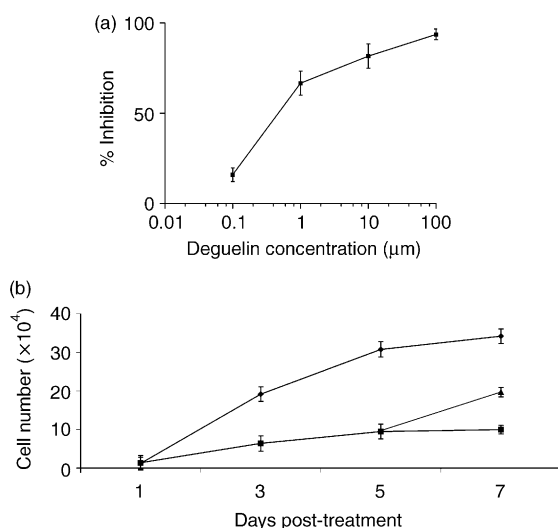 (a)
100
50
0
% Inhibition
0.01 0.1 1 10 100
Deguelin concentration (μm)
(b)
40
30
20
10
0
Cell number (×10⁴)
1 3 5 7
Days post-treatment